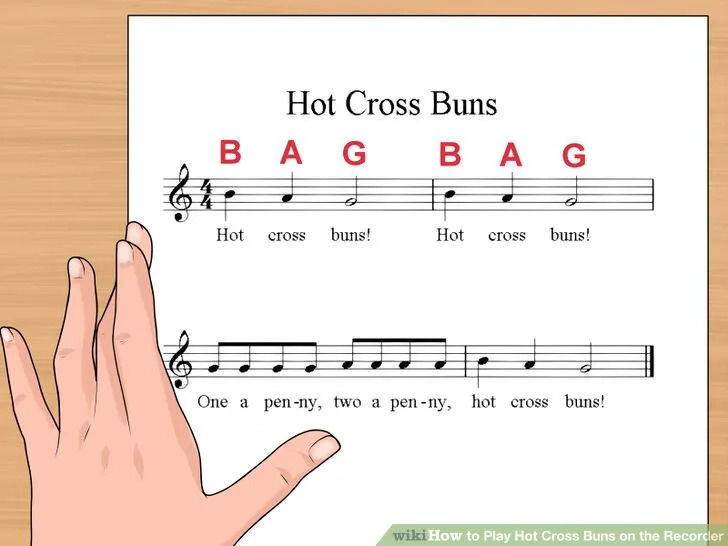 Hot Cross Buns
B A G B A G
4
4
Hot cross buns! Hot cross buns!
One a pen-ny, two a pen-ny, hot cross buns!
wikiHow to Play Hot Cross Buns on the Recorder